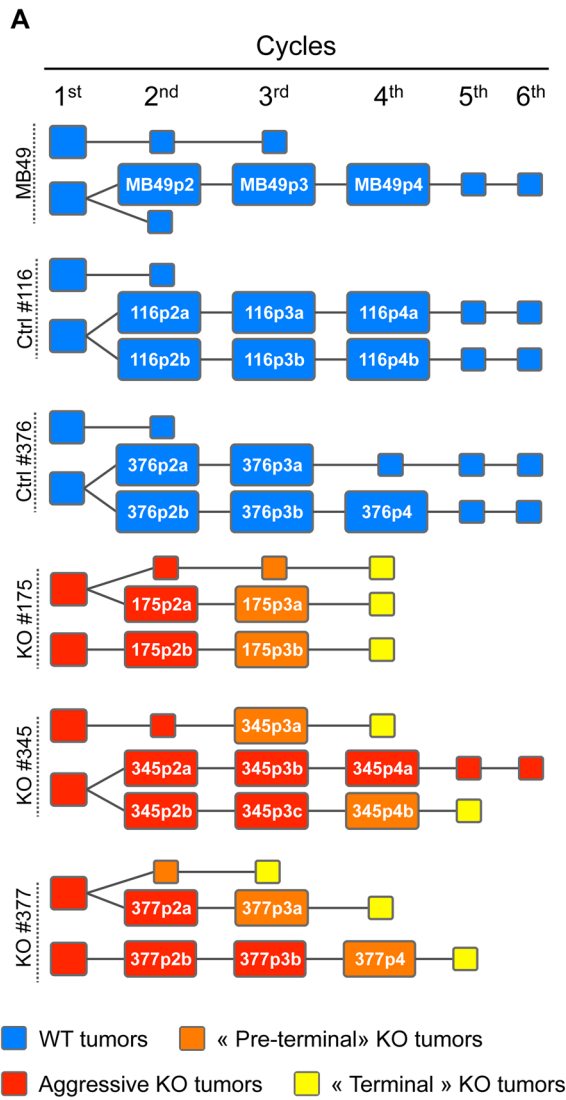 A
Cycles
1st 2nd 3rd 4th 5th 6th
MB49
MB49p2 MB49p3 MB49p4
Ctrl #116
116p2a 116p3a 116p4a
116p2b 116p3b 116p4b
Ctrl #376
376p2a 376p3a
376p2b 376p3b 376p4
KO #175
175p2a 175p3a
175p2b 175p3b
KO #345
345p3a
345p2a 345p3b 345p4a
345p2b 345p3c 345p4b
KO #377
377p2a 377p3a
377p2b 377p3b 377p4
WT tumors « Pre-terminal» KO tumors
Aggressive KO tumors « Terminal » KO tumors